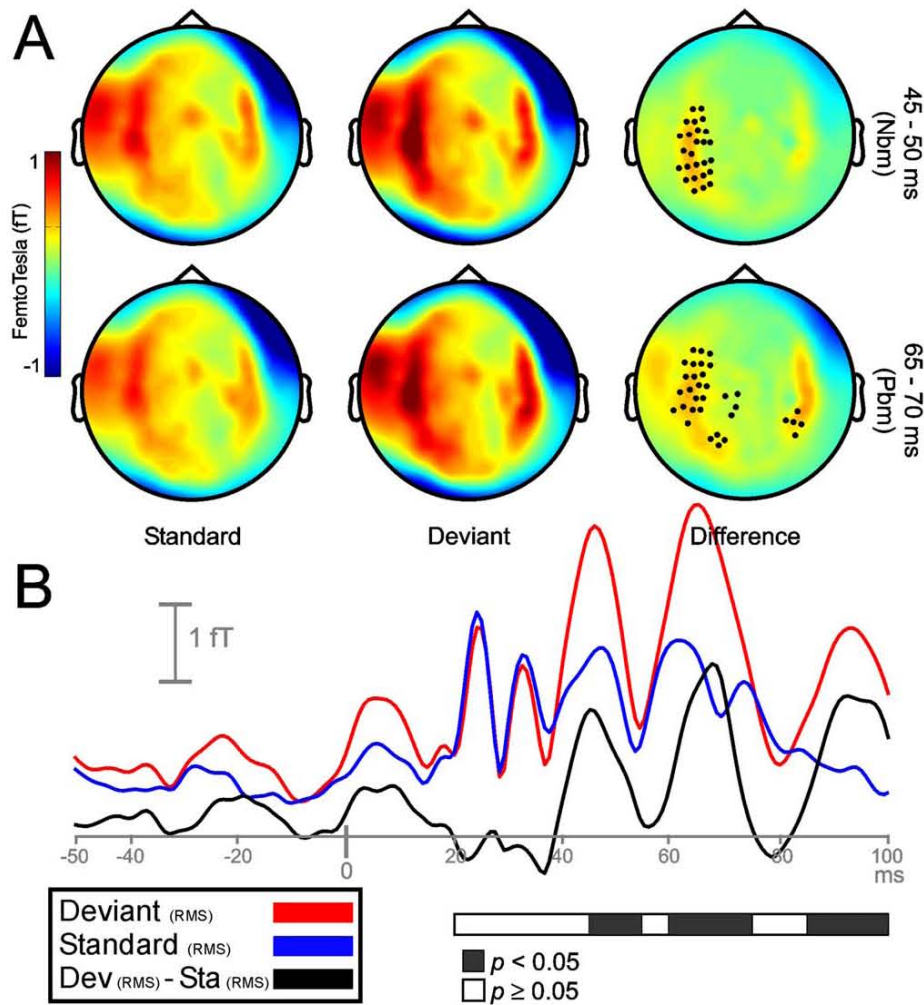 A
FemtoTesla (fT)
1
-1
45 - 50 ms
(Nbm)
65 - 70 ms
(Pbm)
Standard
Deviant
Difference
B
1 fT
-50
-40
-20
0
20
40
60
80
100
ms
Deviant (RMS)
Standard (RMS)
Dev (RMS) - Sta (RMS)
p < 0.05
p ≥ 0.05